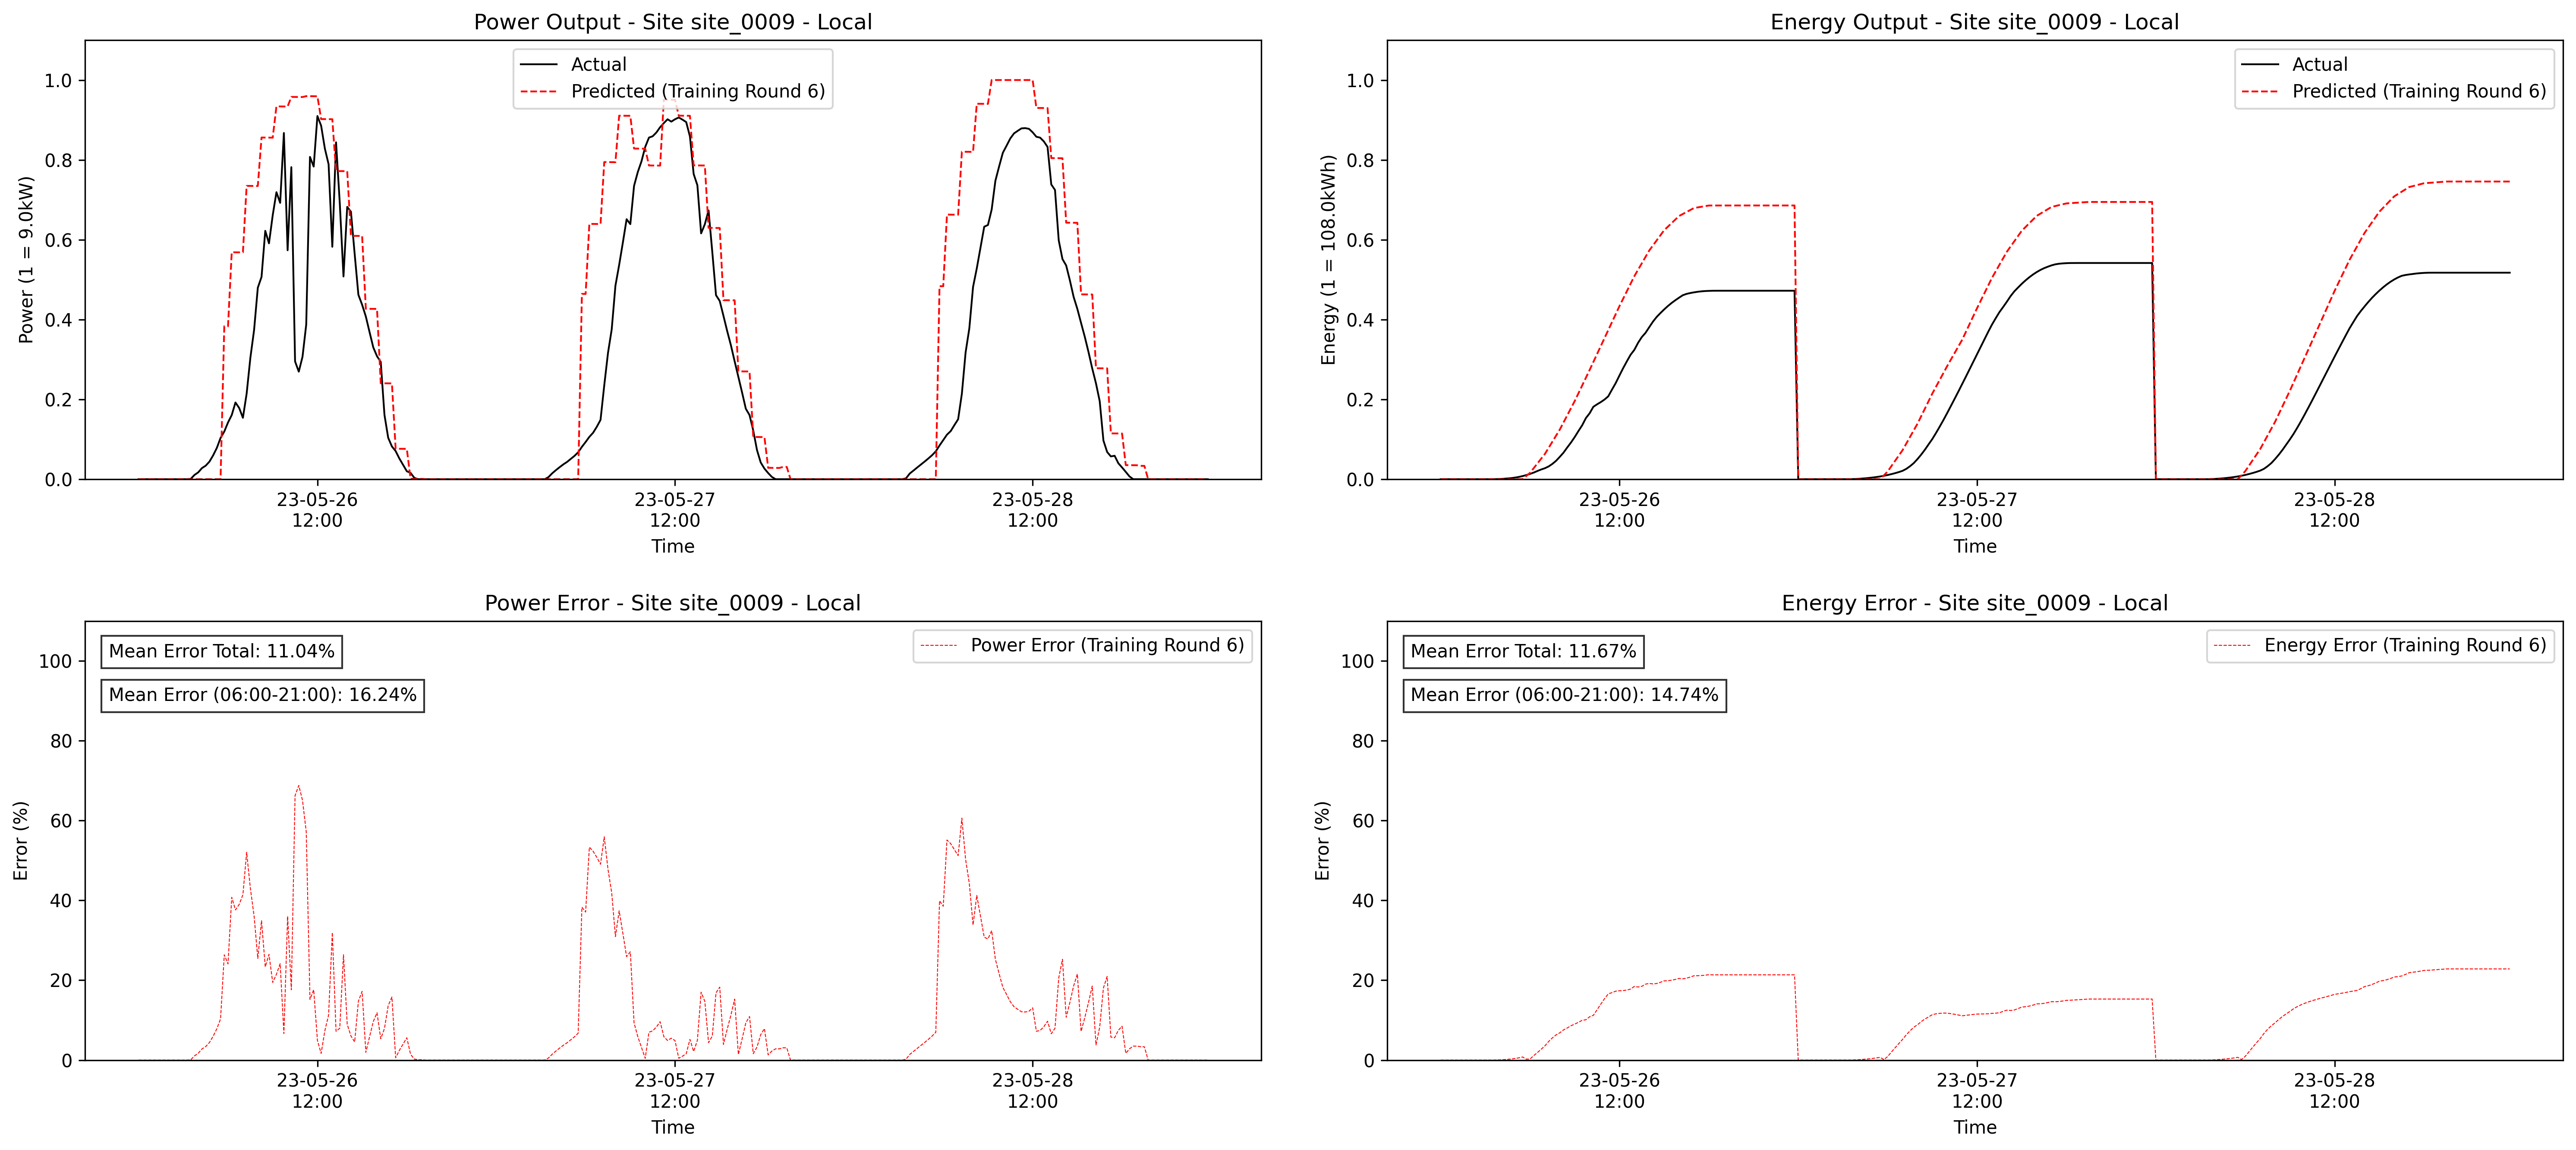 Power Output - Site site_0009 - Local
Actual
Predicted (Training Round 6)
Power (1 = 9.0kW)
1.0
0.8
0.6
0.4
0.2
0.0
23-05-26
12:00
23-05-27
12:00
23-05-28
12:00
Time
Energy Output - Site site_0009 - Local
Actual
Predicted (Training Round 6)
Energy (1 = 108.0kWh)
1.0
0.8
0.6
0.4
0.2
0.0
23-05-26
12:00
23-05-27
12:00
23-05-28
12:00
Time
Power Error - Site site_0009 - Local
Mean Error Total: 11.04%
Mean Error (06:00-21:00): 16.24%
Power Error (Training Round 6)
Error (%)
100
80
60
40
20
0
23-05-26
12:00
23-05-27
12:00
23-05-28
12:00
Time
Energy Error - Site site_0009 - Local
Mean Error Total: 11.67%
Mean Error (06:00-21:00): 14.74%
Energy Error (Training Round 6)
Error (%)
100
80
60
40
20
0
23-05-26
12:00
23-05-27
12:00
23-05-28
12:00
Time